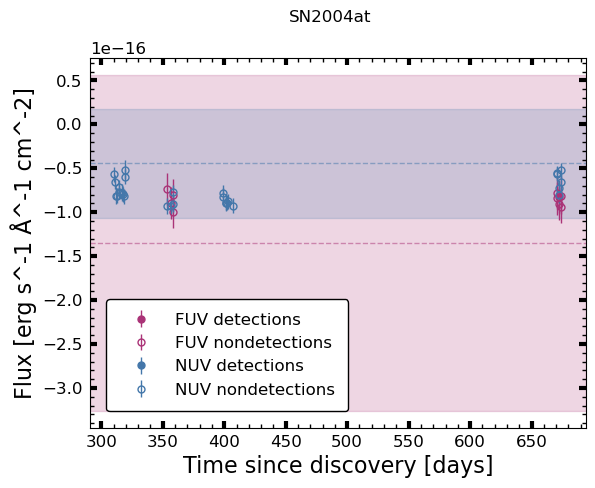 SN2004at
1e−16
0.5
0.0
−0.5
−1.0
−1.5
−2.0
−2.5
−3.0
Flux [erg s^-1 Å^-1 cm^-2]
FUV detections
FUV nondetections
NUV detections
NUV nondetections
300 350 400 450 500 550 600 650
Time since discovery [days]